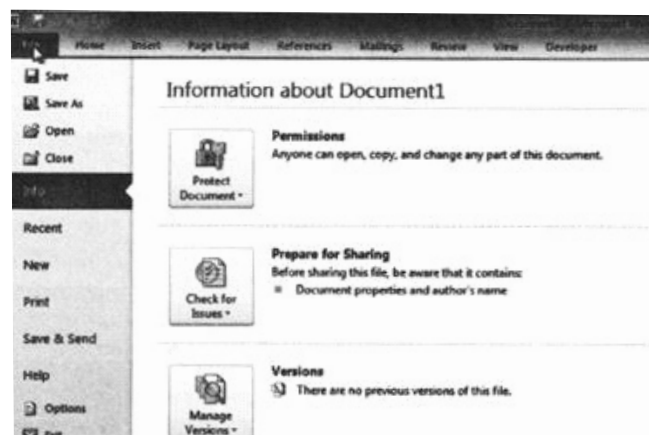 File Home Insert Page Layout References Mailings Review View Developer
Save
Save As
Open
Close
Info
Recent
New
Print
Save & Send
Help
Options
Exit
Information about Document1
Protect
Document
Permissions
Anyone can open, copy, and change any part of this document.
Check for
Issues
Prepare for Sharing
Before sharing this file, be aware that it contains:
Document properties and author's name
Manage
Versions
Versions
There are no previous versions of this file.